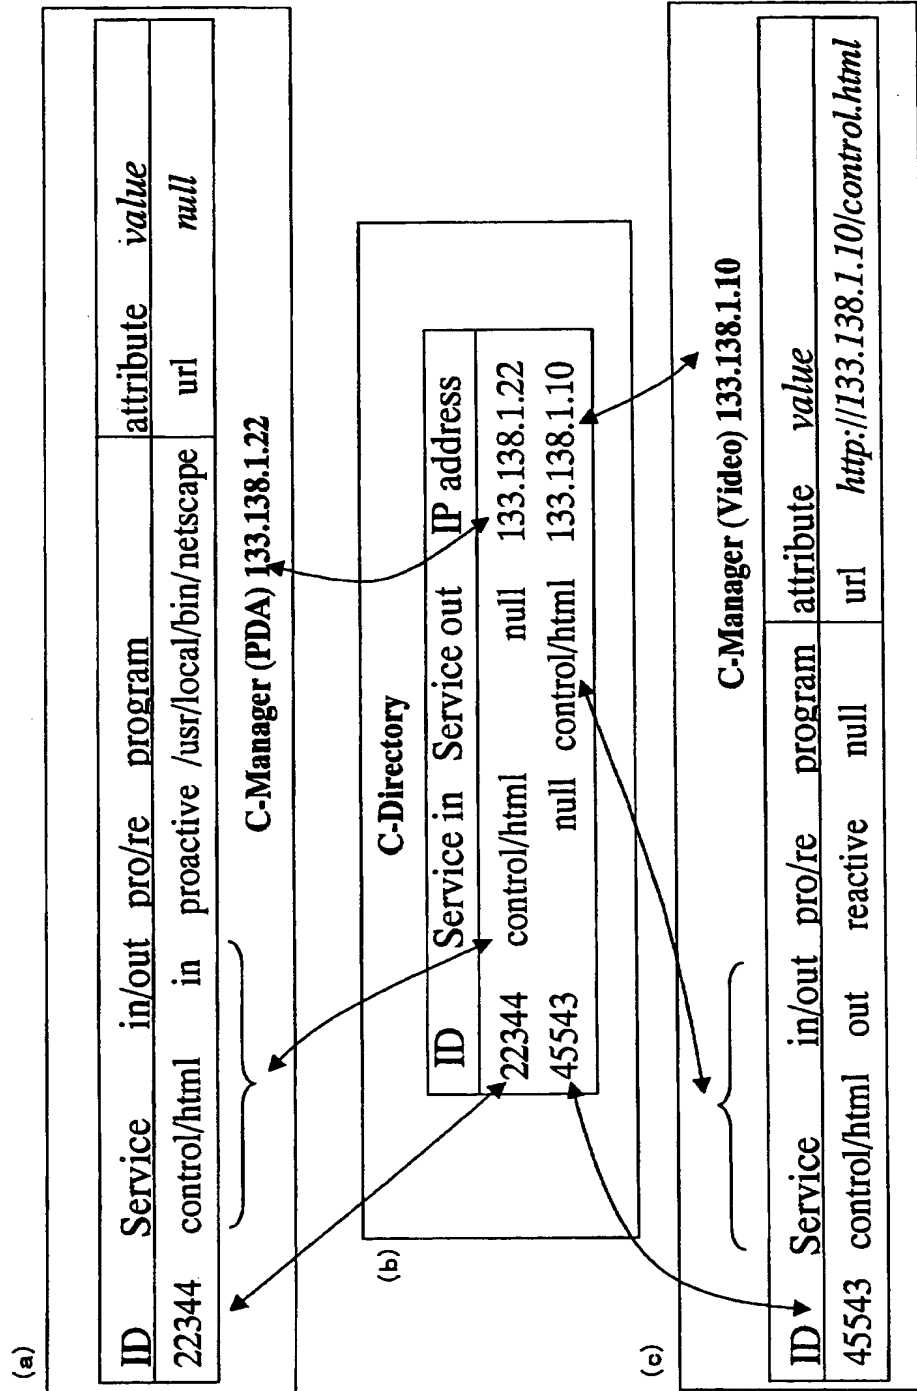 (a)
ID Service in/out pro/re program attribute value
22344 control/html in proactive /usr/local/bin/netscape url null
C-Manager (PDA) 133.138.1.22
(b)
C-Directory
ID Service in Service out IP address
22344 control/html null 133.138.1.22
45543 null control/html 133.138.1.10
(c)
C-Manager (Video) 133.138.1.10
ID Service in/out pro/re program attribute value
45543 control/html out reactive null url http://133.138.1.10/control.html